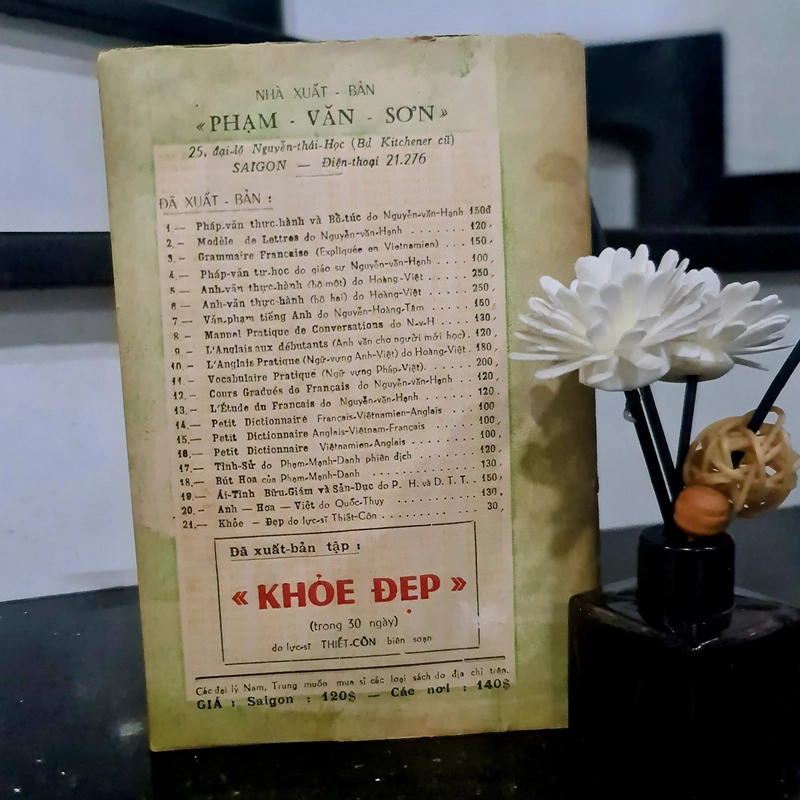 NHÀ XUẤT - BẢN
«PHẠM - VĂN - SƠN»
25, đại-lộ Nguyễn-thái-Học (Bd Kitchener cũ)
SAIGON — Điện-thoại 21.276
ĐÃ XUẤT - BẢN :
1 — Pháp-văn thực-hành và Bổ-túc do Nguyễn-văn-Hạnh 150đ
2. — Modèle de Lettres do Nguyễn-văn-Hạnh . . . . . . 120,
3. — Grammaire Francaise (Expliquée en Vietnamien) . . 150,
4. — Pháp-văn tự-học do giáo sư Nguyễn-văn-Hạnh . . . . 100,
5 — Anh-văn thực-hành (bộ một) do Hoàng-Việt . . . . . 250,
6 — Anh-văn thực-hành (bộ hai) do Hoàng-Việt . . . . . 250,
7 — Văn-phạm tiếng Anh do Nguyễn-Hoàng-Tâm . . . . 150,
8 — Manuel Pratique de Conversations do N-v-H . . . . 130,
9 — L'Anglais aux débutants (Anh văn cho người mới học). 120,
10. — L'Anglais Pratique (Ngữ-vựng Anh-Việt) do Hoàng-Việt . 180,
11. — Vocabulaire Pratique (Ngữ vựng Pháp-Việt). . . . . . 200,
12. — Cours Gradués de Francais do Nguyễn-văn-Hạnh . . . 120,
13. — L'Étude du Francais do Nguyễn-văn-Hạnh . . . . . 120,
14. — Petit Dictionnaire Français-Viêtnamien-Anglais . . . 100
15. — Petit Dictionnaire Anglais-Viêtnam-Français . . . . 100,
16. — Petit Dictionnaire Viêtnamien-Anglais . . . . . . 100,
17. — Tình-Sử do Phạm-Mạnh-Danh phiên dịch . . . . . 120,
18. — Bút Hoa của Phạm-Mạnh-Danh . . . . . . . . 130,
19. — Ái-Tình Bửu-Giám và Sản-Dục do P. H. và D. T. T. . 150,
20. — Anh — Hoa — Việt do Quốc-Thụy . . . . . . . . 130,
21. — Khỏe - Đẹp do lực-sĩ Thiết-Côn . . . . . . . . . 30,
Đã xuất-bản tập :
« KHỎE ĐẸP »
(trong 30 ngày)
do lực-sĩ THIẾT-CÔN biên soạn
Các đại lý Nam, Trung muốn mua sỉ các loại sách do địa chỉ trên.
GIÁ : Saigon : 120$ — Các nơi : 140$